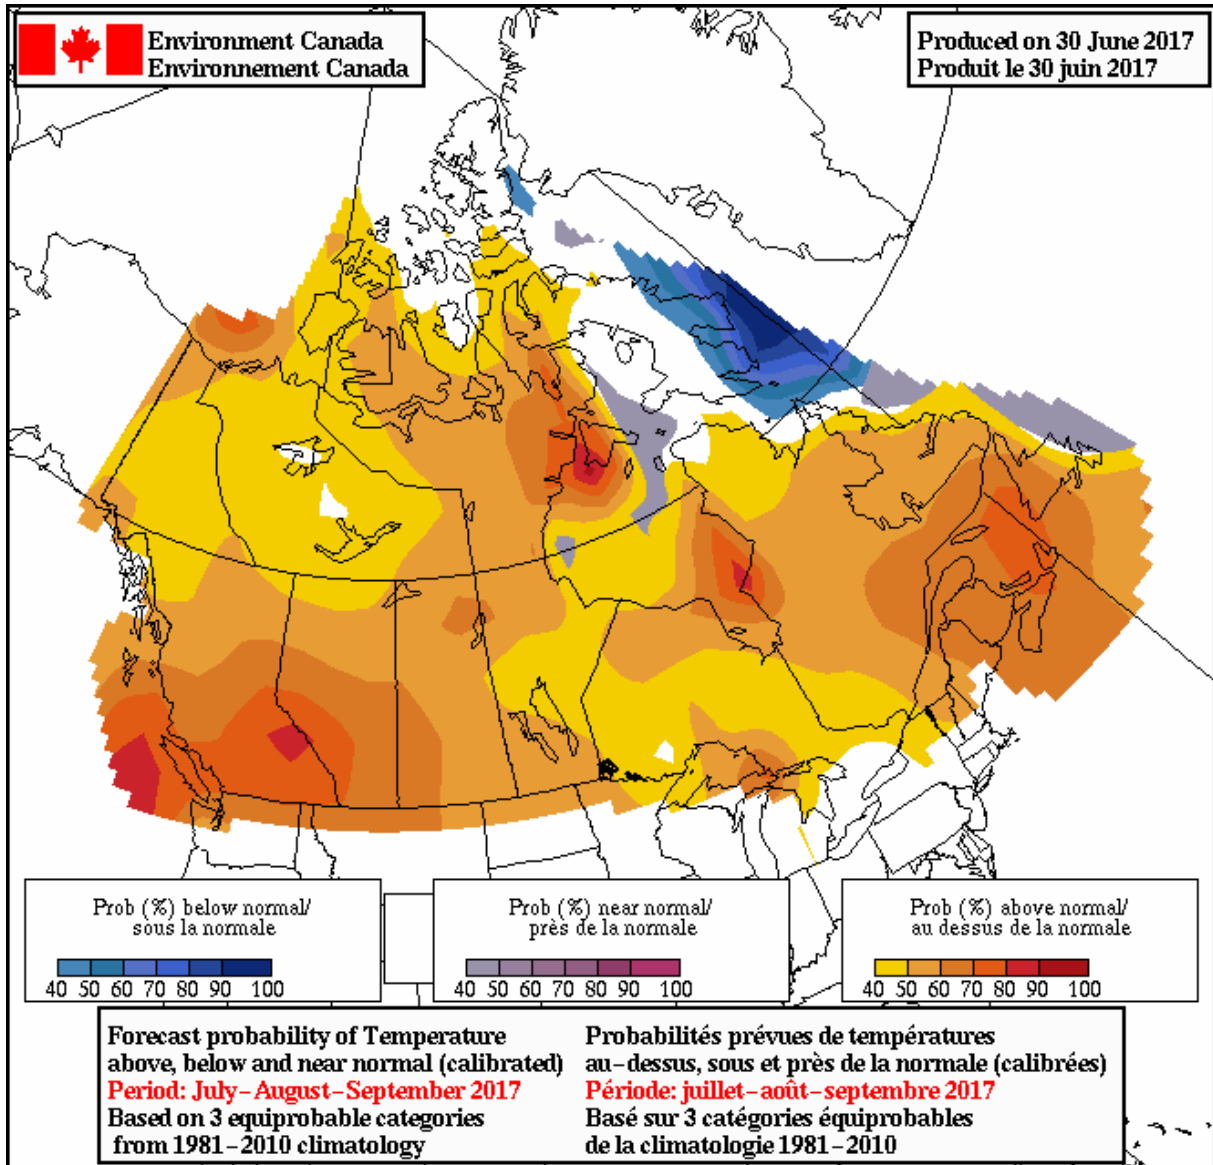 Environment Canada
Environnement Canada
Produced on 30 June 2017
Produit le 30 juin 2017
Prob (%) below normal/
sous la normale
40 50 60 70 80 90 100
Prob (%) near normal/
près de la normale
40 50 60 70 80 90 100
Prob (%) above normal/
au dessus de la normale
40 50 60 70 80 90 100
Forecast probability of Temperature
above, below and near normal (calibrated)
Period: July-August-September 2017
Based on 3 equiprobable categories
from 1981-2010 climatology
Probabilités prévues de températures
au-dessus, sous et près de la normale (calibrées)
Période: juillet-août-septembre 2017
Basé sur 3 catégories équiprobables
de la climatologie 1981-2010